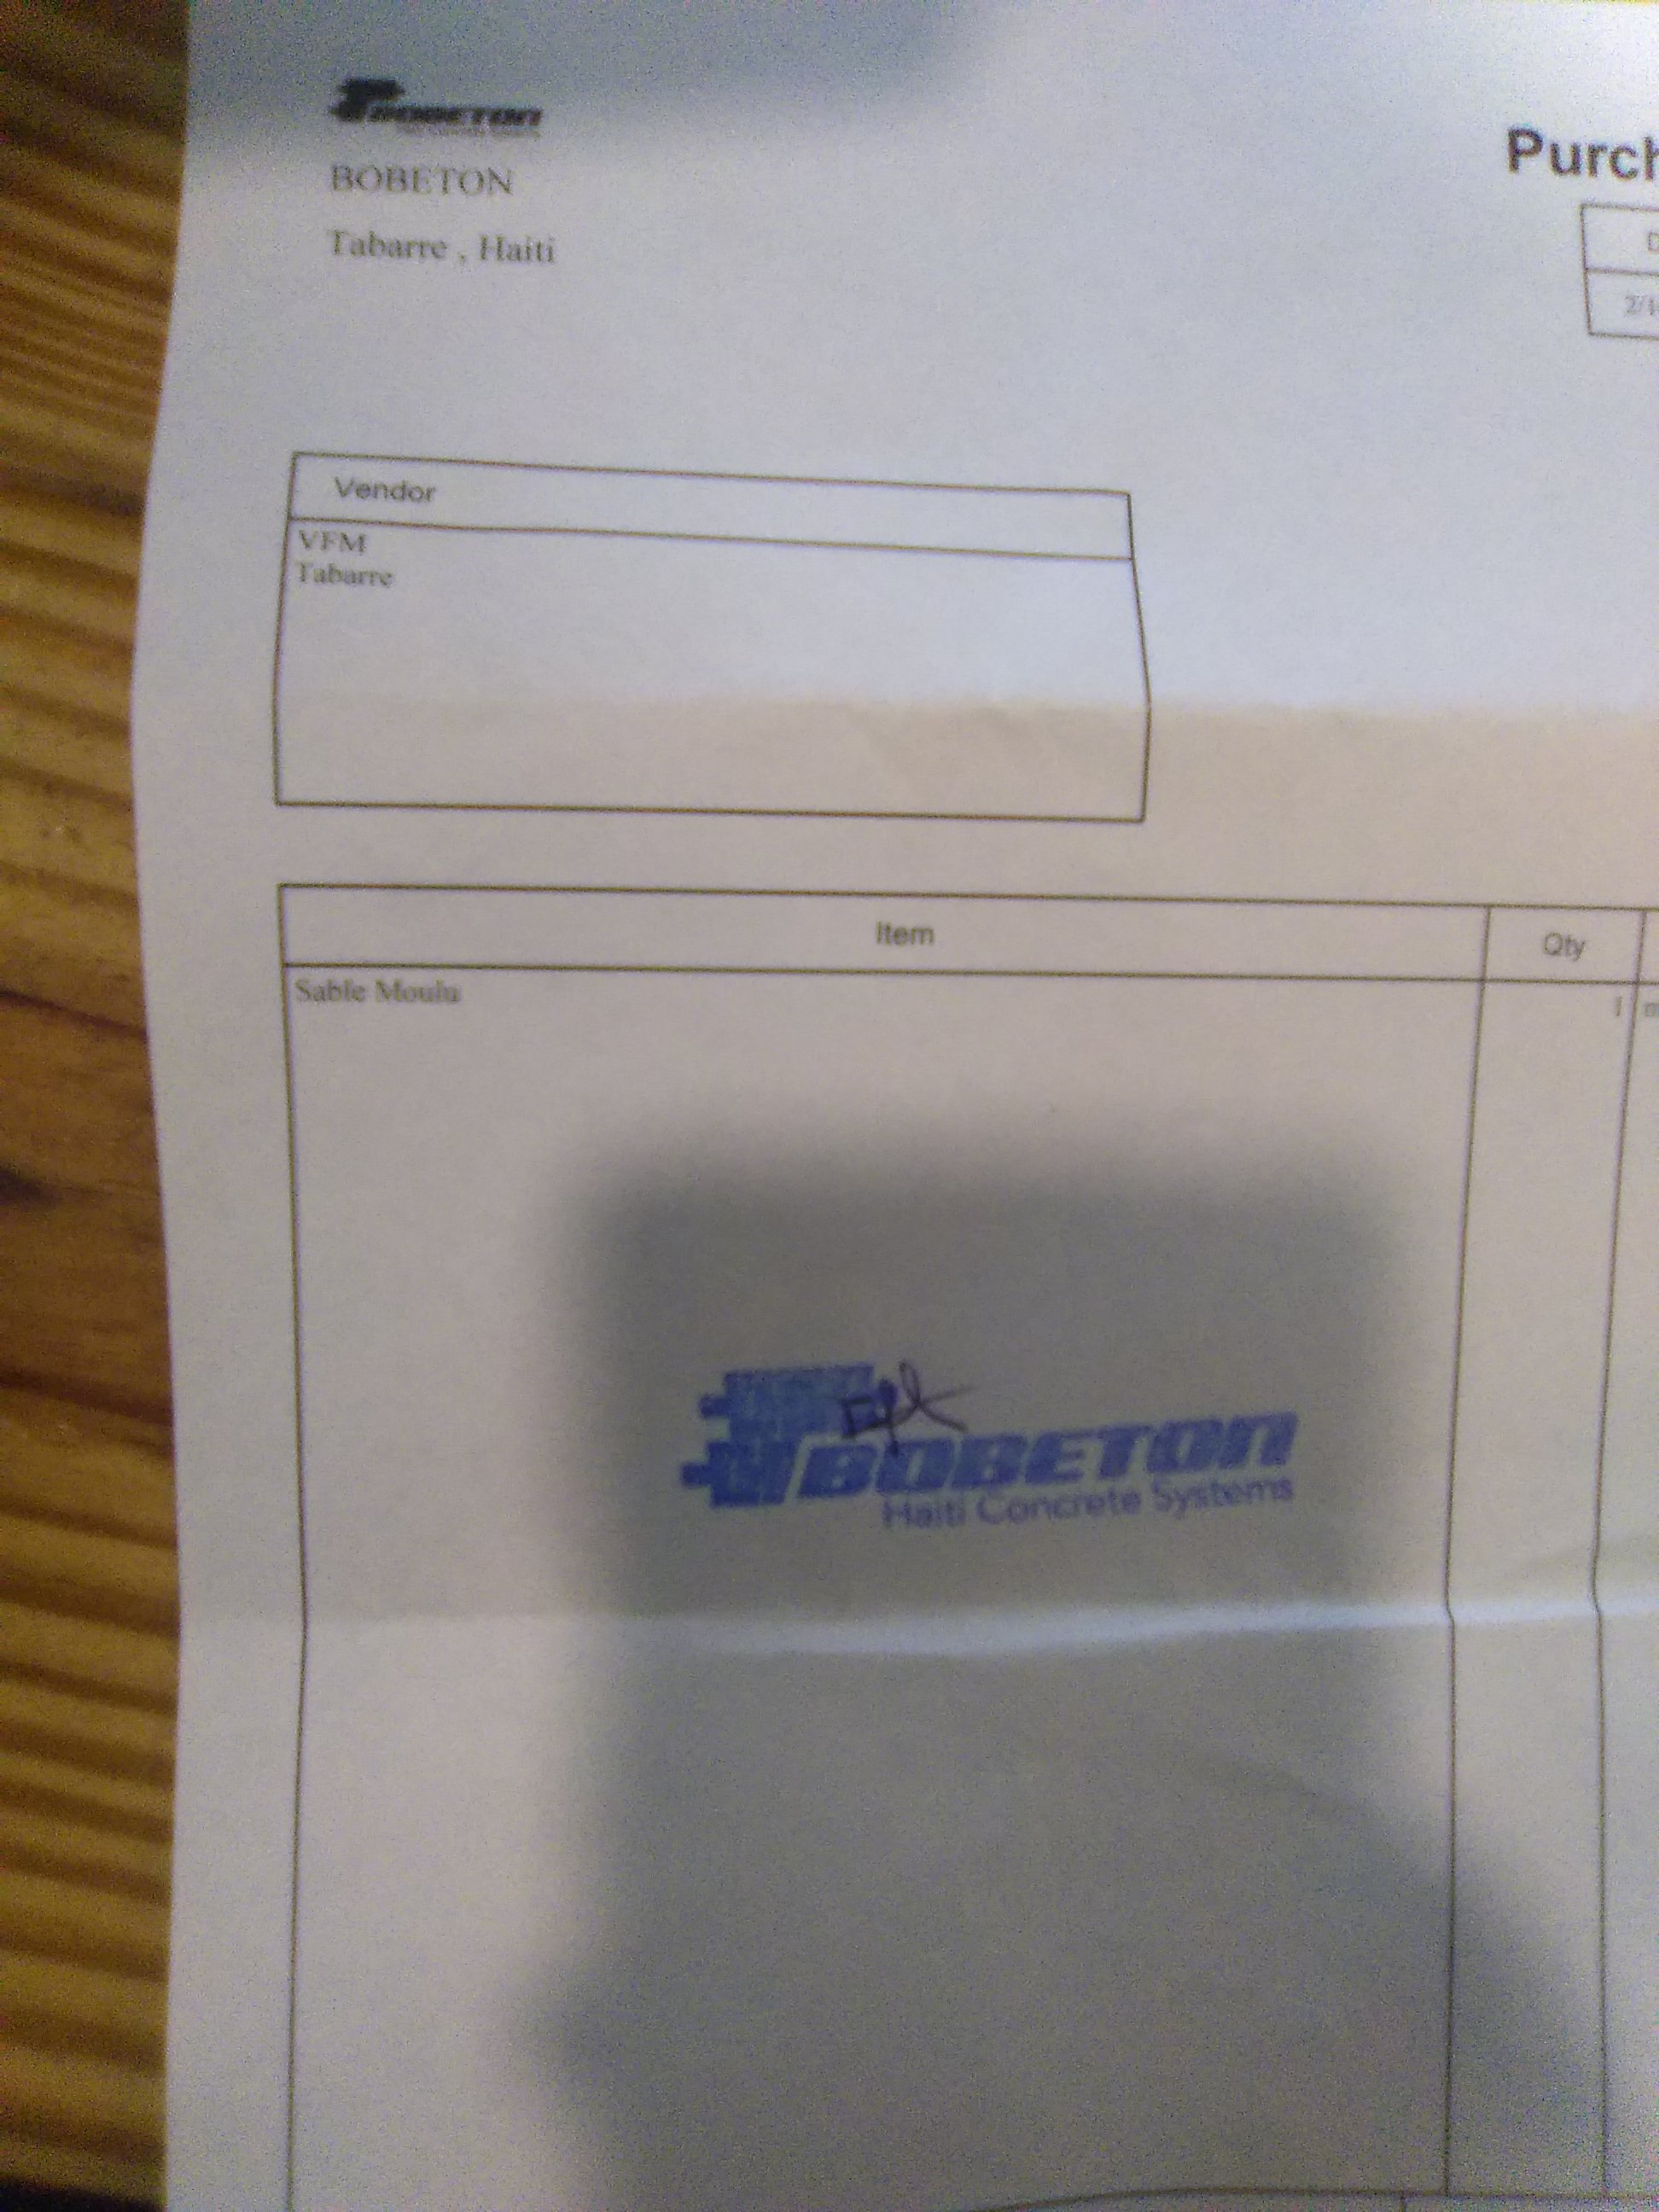 BOBETON
BOBETON
Tabarre , Haiti
Purch
D
2/1
Vendor
VFM
Tabarre
Item
Qty
Sable Moulu
1
m
BOBETON
Haiti Concrete Systems